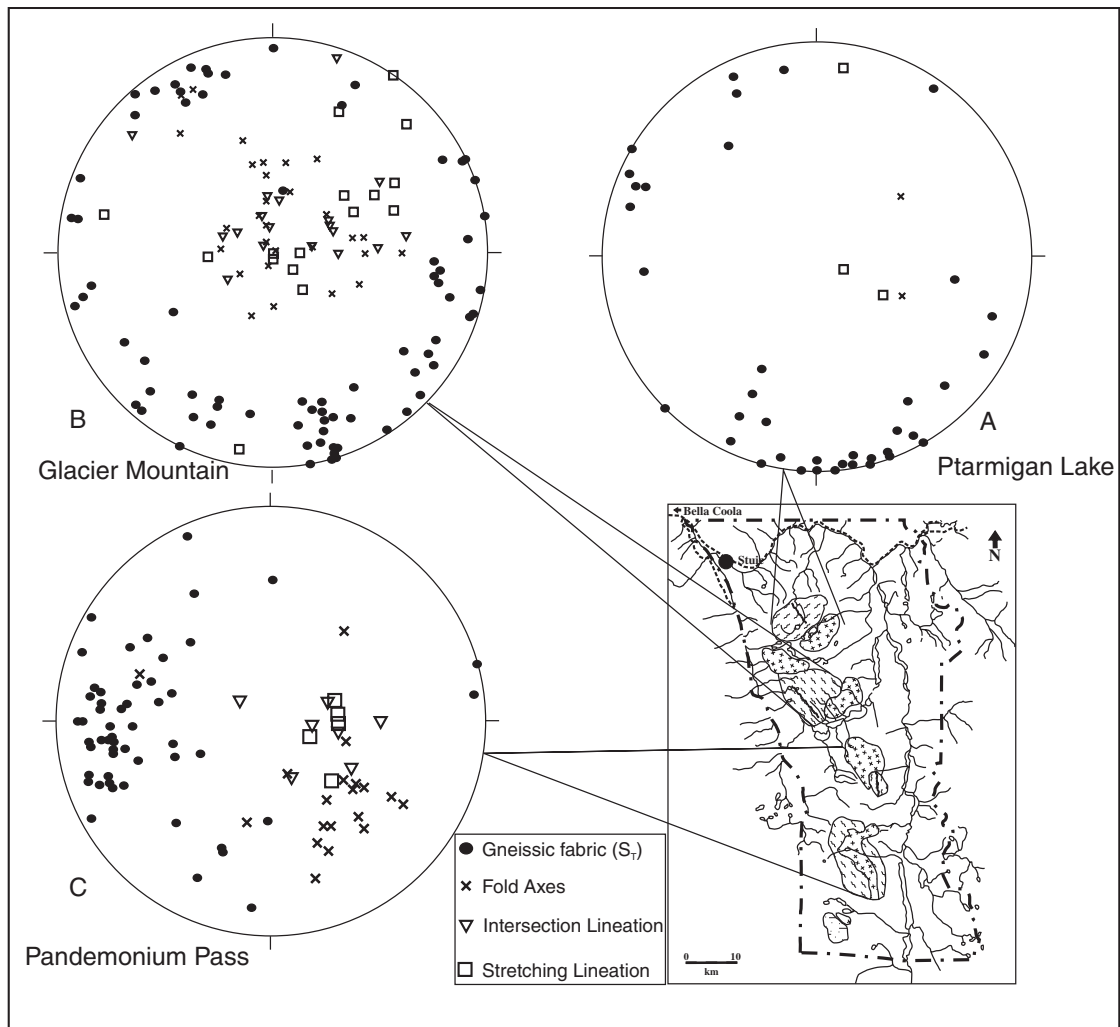 B
Glacier Mountain
A
Ptarmigan Lake
C
Pandemonium Pass
Gneissic fabric (S_T)
Fold Axes
Intersection Lineation
Stretching Lineation
Bella Coola
Stuie
N
0 10
km